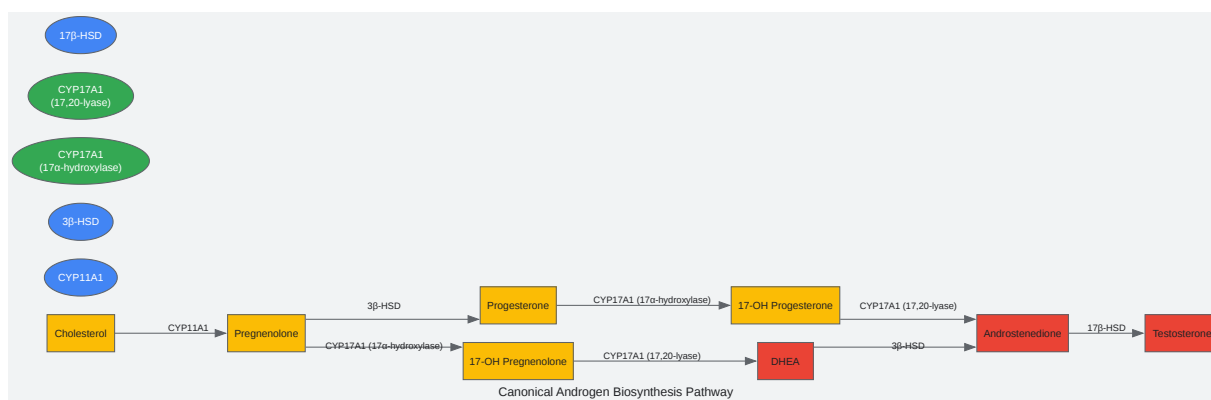 17β-HSD
CYP17A1
(17,20-lyase)
CYP17A1
(17α-hydroxylase)
3β-HSD
CYP11A1
Cholesterol
CYP11A1
Pregnenolone
3β-HSD
Progesterone
CYP17A1 (17α-hydroxylase)
17-OH Progesterone
CYP17A1 (17,20-lyase)
CYP17A1 (17α-hydroxylase)
17-OH Pregnenolone
CYP17A1 (17,20-lyase)
DHEA
3β-HSD
Androstenedione
17β-HSD
Testosterone
Canonical Androgen Biosynthesis Pathway